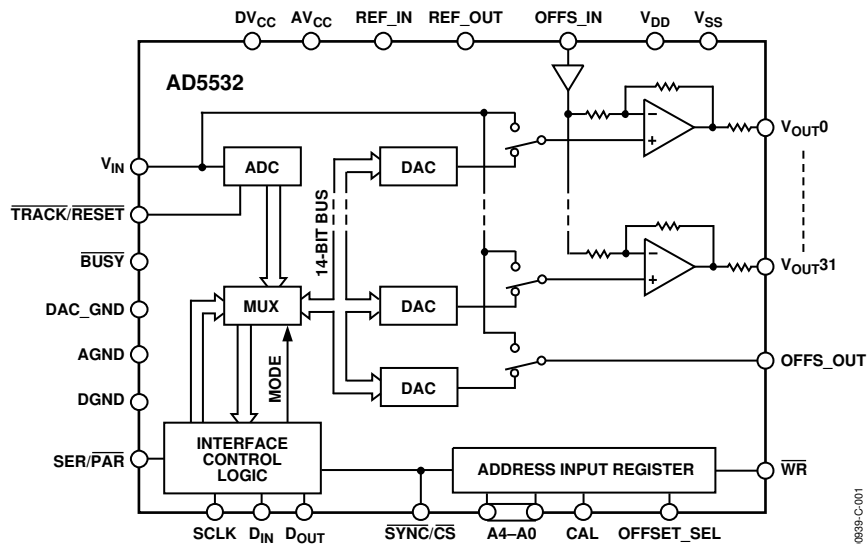 DVCC AVCC REF_IN REF_OUT OFFS_IN VDD VSS
AD5532
VIN
TRACK/RESET
BUSY
DAC_GND
AGND
DGND
SER/PAR
ADC
MUX
MODE
14-BIT BUS
DAC
DAC
DAC
–
+
–
+
VOUT0
VOUT31
OFFS_OUT
INTERFACE
CONTROL
LOGIC
ADDRESS INPUT REGISTER
WR
SCLK DIN DOUT SYNC/CS A4–A0 CAL OFFSET_SEL
0939-C-001